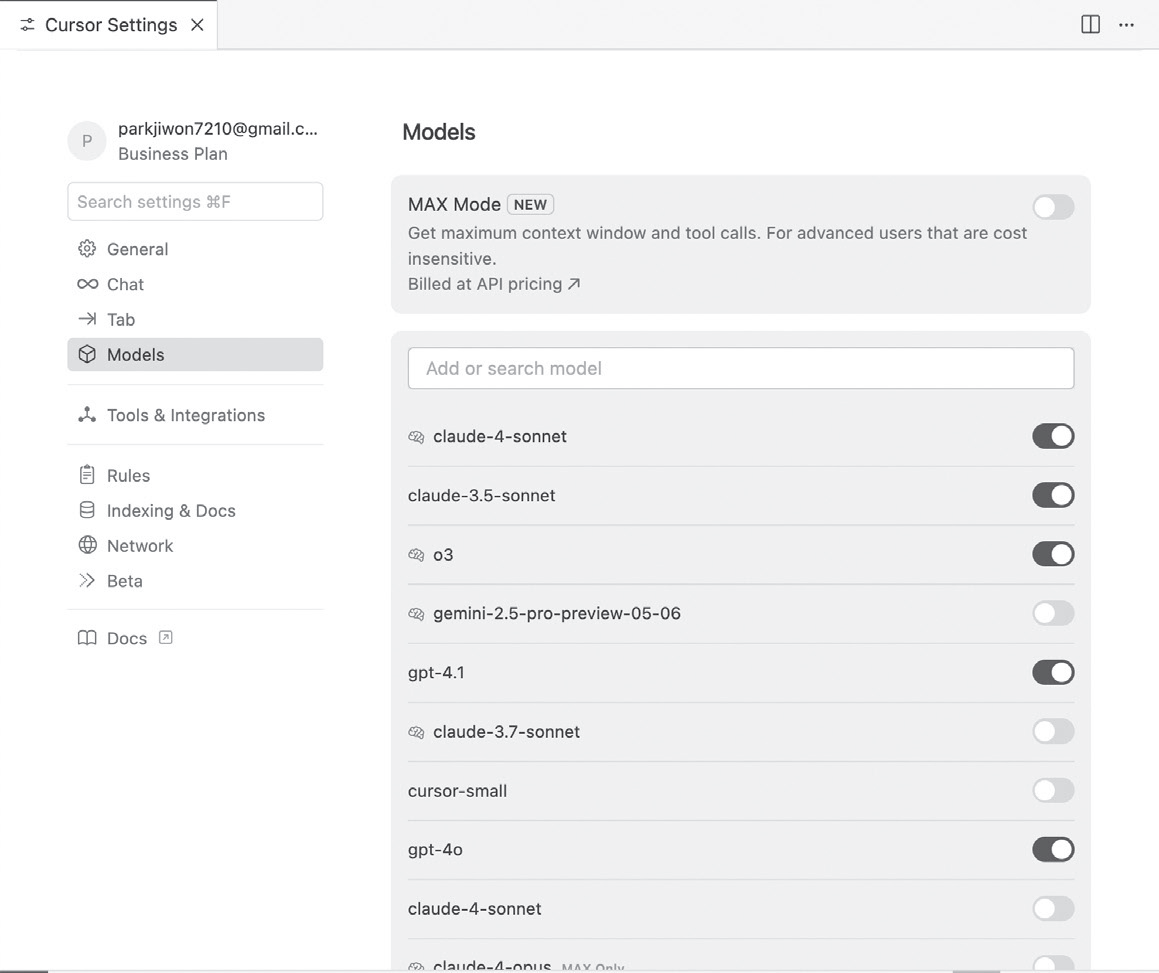 Cursor Settings
parkjiwon7210@gmail.c...
Business Plan
Search settings ⌘F
General
Chat
Tab
Models
Tools & Integrations
Rules
Indexing & Docs
Network
Beta
Docs
Models
MAX Mode NEW
Get maximum context window and tool calls. For advanced users that are cost
insensitive.
Billed at API pricing
Add or search model
claude-4-sonnet
claude-3.5-sonnet
o3
gemini-2.5-pro-preview-05-06
gpt-4.1
claude-3.7-sonnet
cursor-small
gpt-4o
claude-4-sonnet
claude-4-opus MAX Only